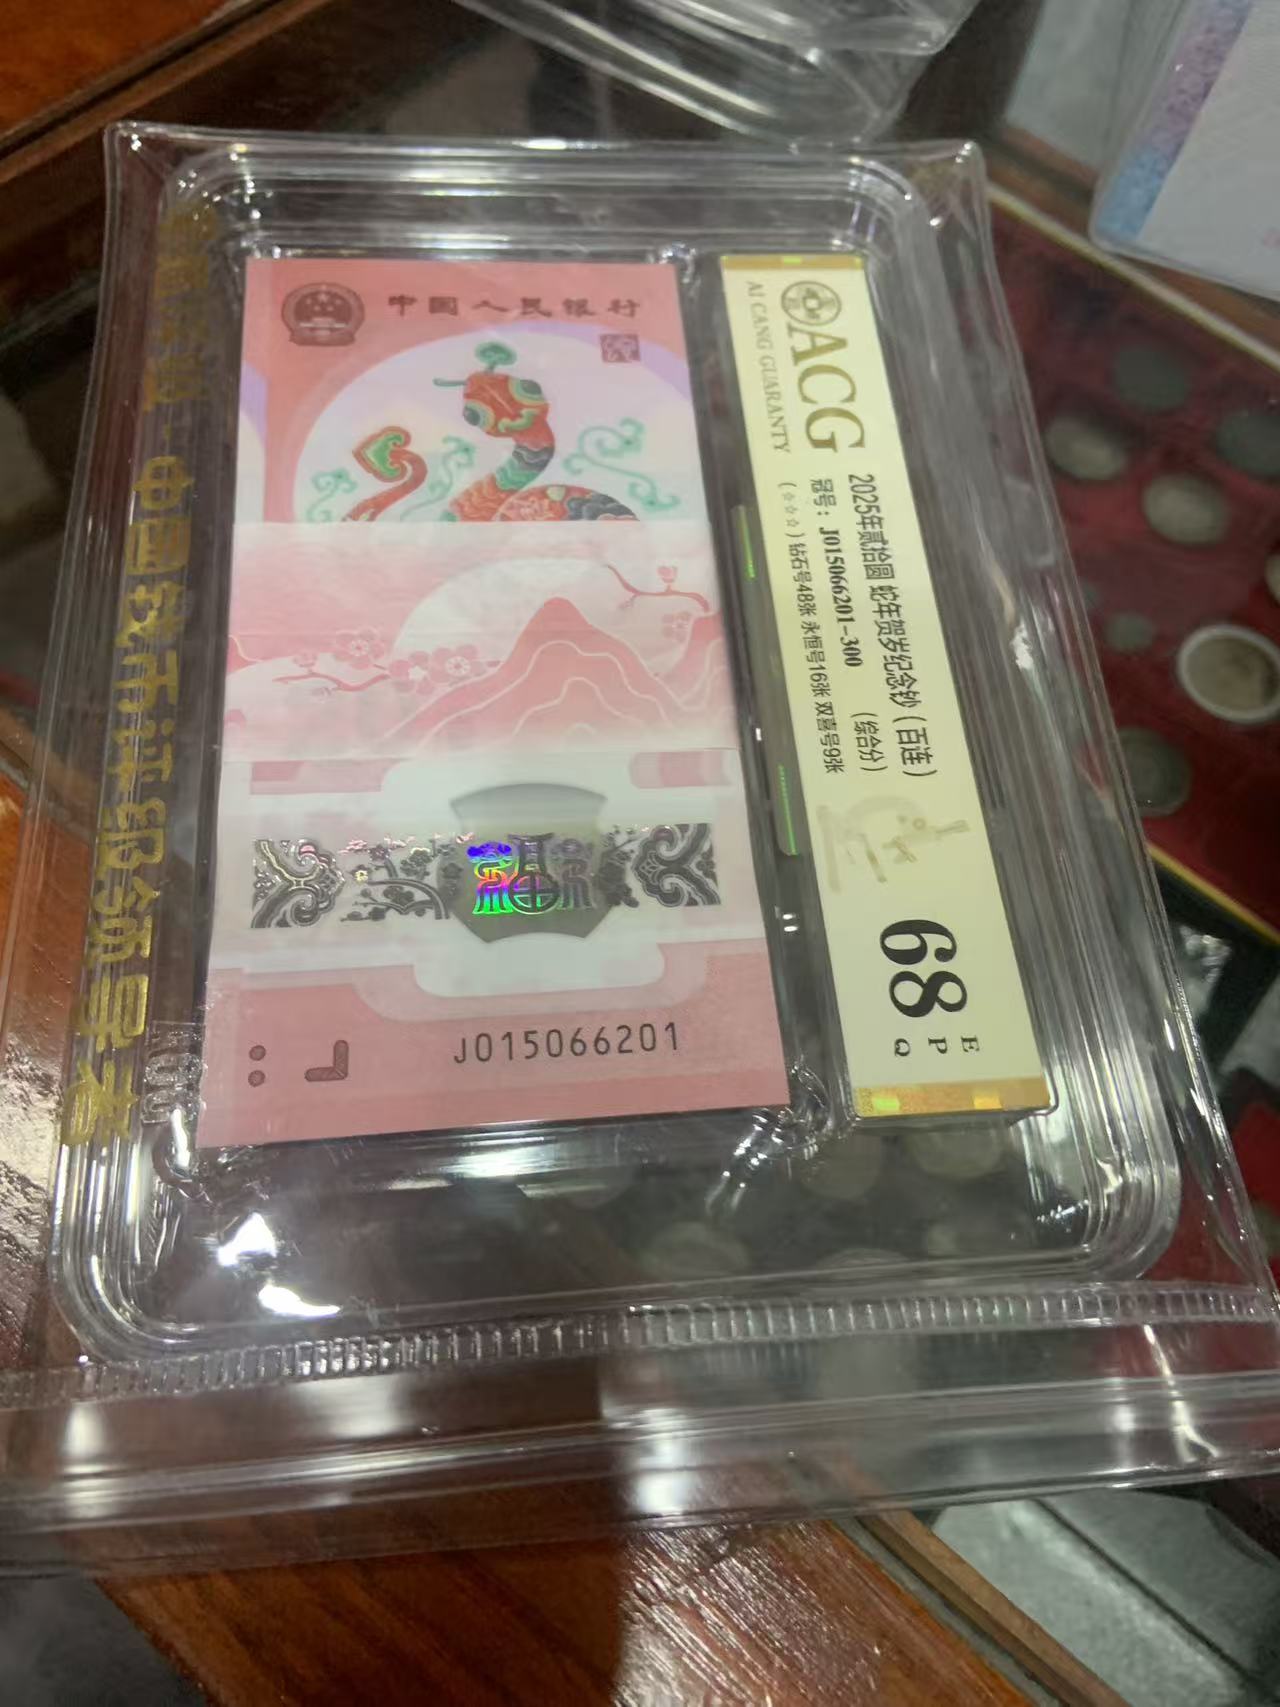 中国人民银行
J015066201
ACG
AI CANG GUARANTY
2025年贰拾圆 蛇年贺岁纪念钞（百连）
冠号：J015066201-300 （综合分）
（☆☆☆）钻石号48张 永恒号16张 双喜号9张
68
E
P
Q
中国钱币评级领导者